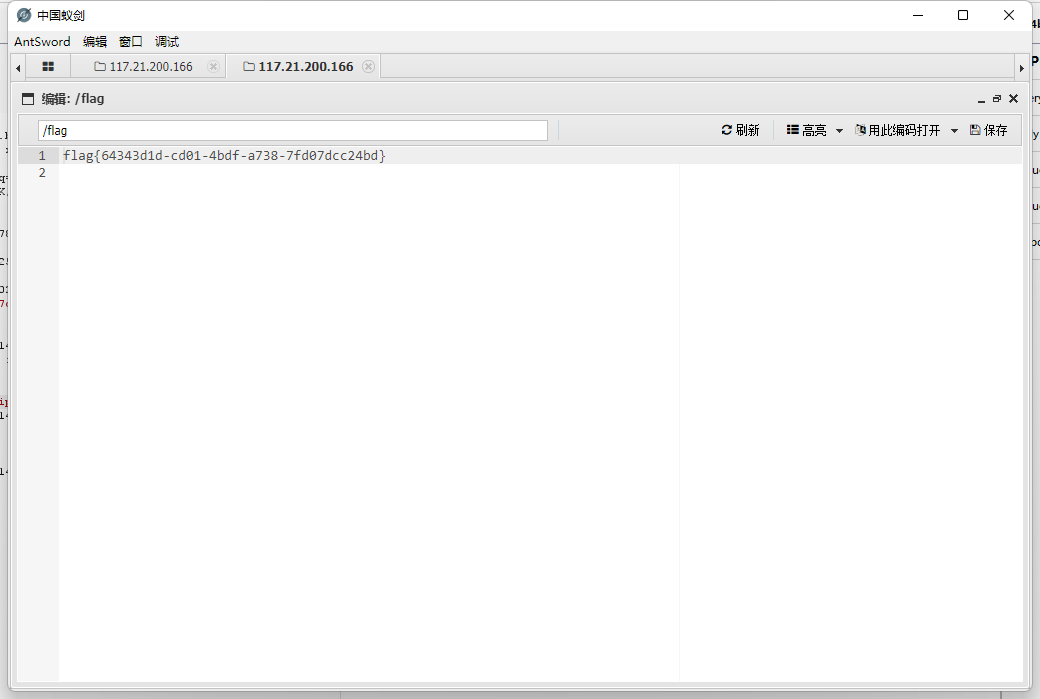 中国蚁剑
AntSword 编辑 窗口 调试
117.21.200.166 117.21.200.166
编辑: /flag
/flag 刷新 高亮 用此编码打开 保存
1 flag{64343d1d-cd01-4bdf-a738-7fd07dcc24bd}
2